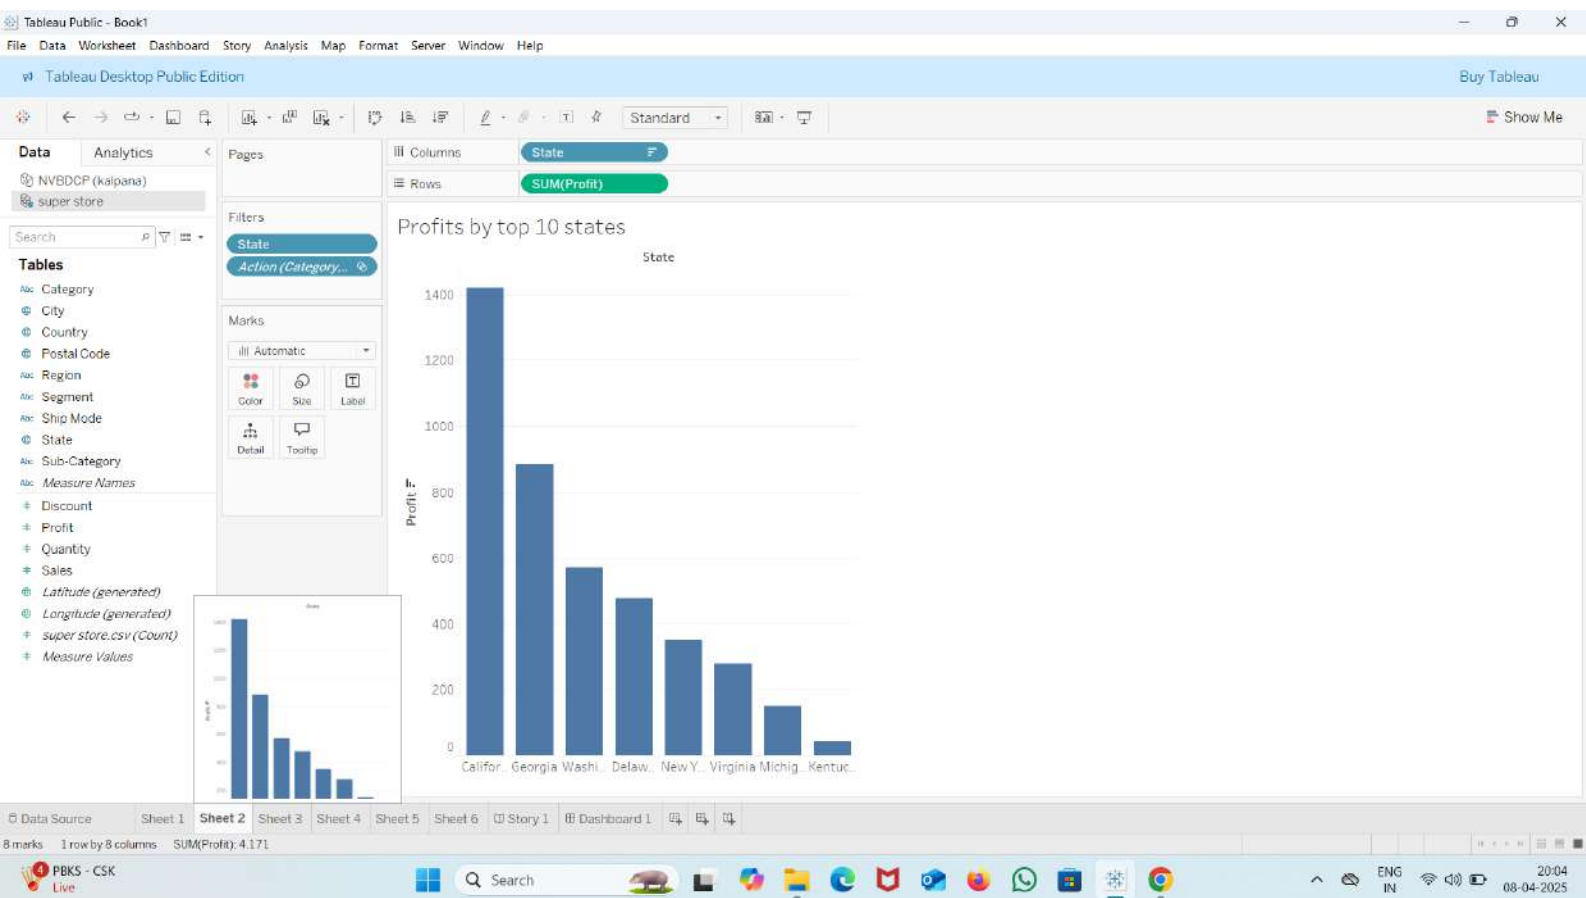 Tableau Public - Book1
File Data Worksheet Dashboard Story Analysis Map Format Server Window Help
Tableau Desktop Public Edition
Buy Tableau
Standard
Show Me
Data
Analytics
NVBDCP (kalpana)
super store
Search
Tables
Abc Category
City
Country
Postal Code
Abc Region
Abc Segment
Abc Ship Mode
State
Abc Sub-Category
Abc Measure Names
Discount
Profit
Quantity
Sales
Latitude (generated)
Longitude (generated)
super store.csv (Count)
Measure Values
Pages
Filters
State
Action (Category,..
Marks
Automatic
Color Size Label
Detail Tooltip
Columns
State
Rows
SUM(Profit)
Profits by top 10 states
State
1400
1200
1000
800
600
400
200
0
Profit
Califor.. Georgia Washi.. Delaw.. New Y.. Virginia Michig.. Kentuc..
Data Source Sheet 1 Sheet 2 Sheet 3 Sheet 4 Sheet 5 Sheet 6 Story 1 Dashboard 1
8 marks 1 row by 8 columns SUM(Profit): 4.171
4
PBKS - CSK
Live
Search
ENG
IN
20:04
08-04-2025